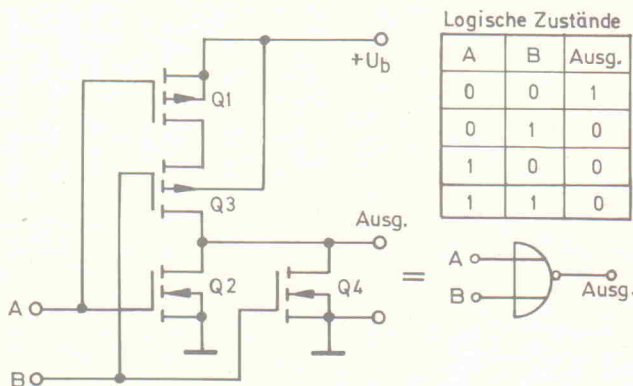 Logische Zustände
A B Ausg.
0 0 1
0 1 0
1 0 0
1 1 0
+Ub
Q1
Q3
Ausg.
Q2
Q4
A
B
=
A
B
Ausg.